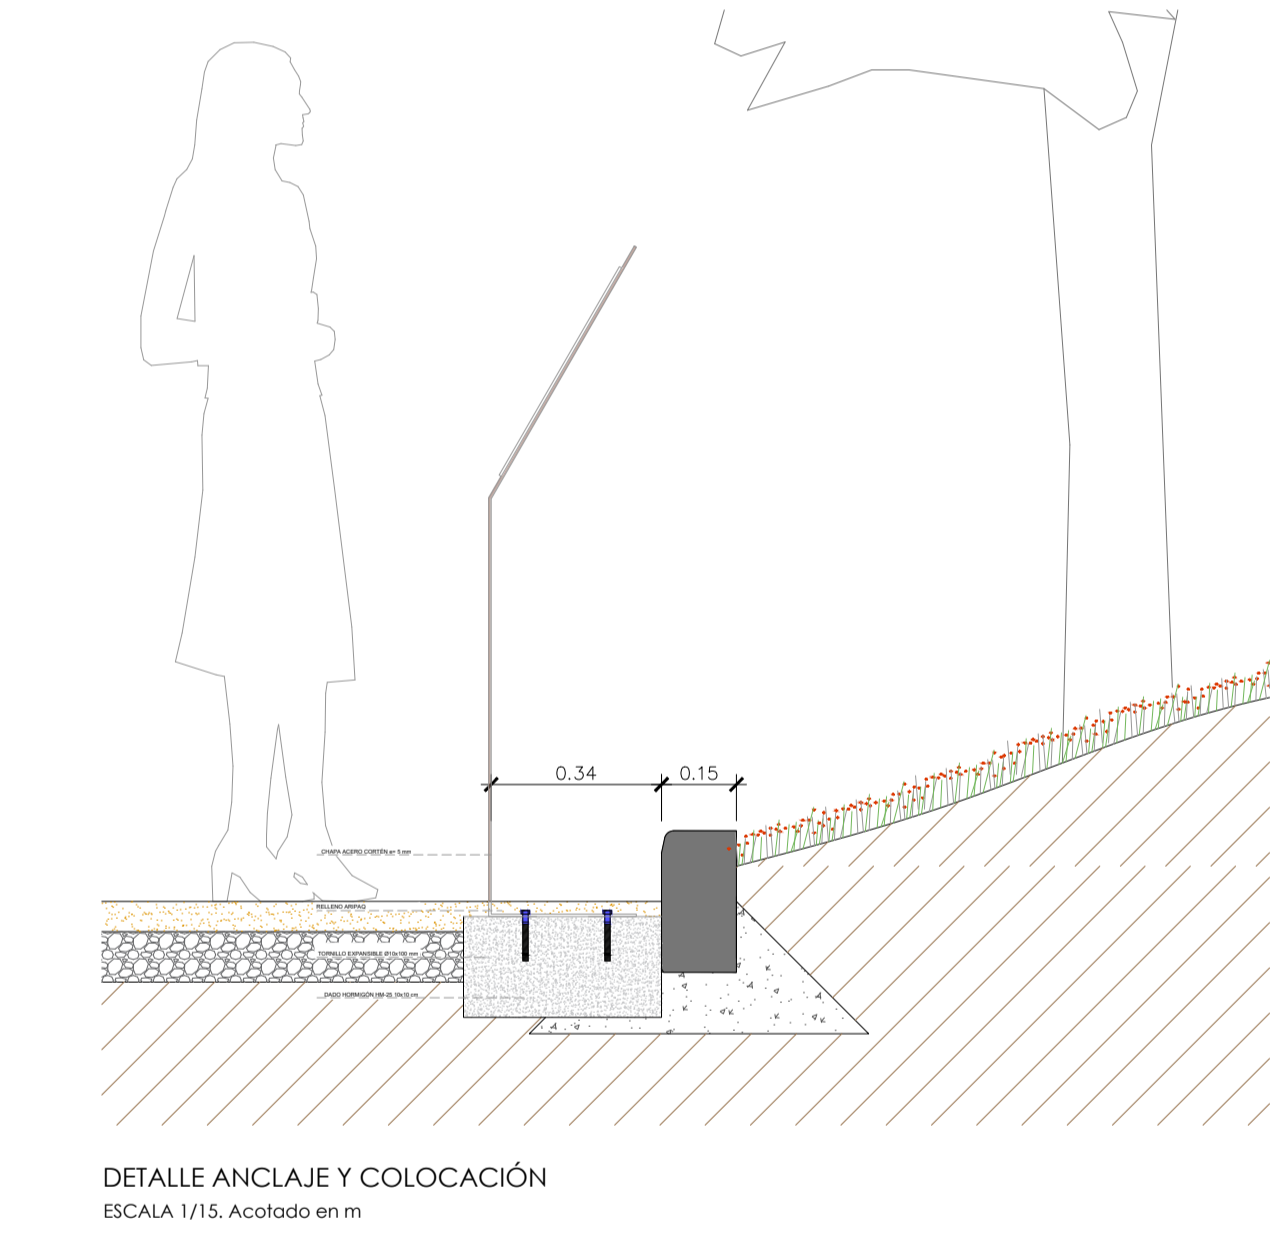 0.34 0.15
CHAPA ACERO CORTÉN e= 5 mm
RELLENO ARIPAQ
TORNILLO EXPANSIBLE Ø10x100 mm
DADO HORMIGÓN HM-25 10x10 cm
DETALLE ANCLAJE Y COLOCACIÓN
ESCALA 1/15. Acotado en m